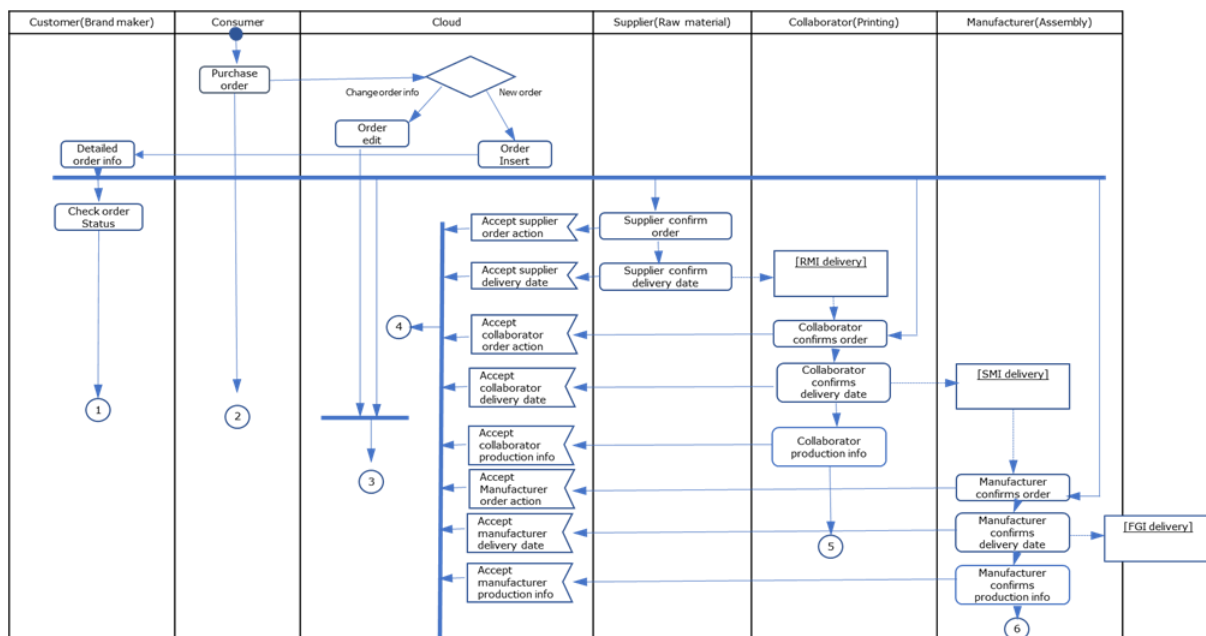 Customer(Brand maker)
Consumer
Cloud
Supplier(Raw material)
Collaborator(Printing)
Manufacturer(Assembly)
Purchase
order
Change order info
New order
Order
edit
Detailed
order info
Order
Insert
Check order
Status
Accept supplier
order action
Supplier confirm
order
Accept supplier
delivery date
Supplier confirm
delivery date
[RMI delivery]
4
Accept
collaborator
order action
Collaborator
confirms order
Accept
collaborator
delivery date
Collaborator
confirms
delivery date
[SMI delivery]
1
2
Accept
collaborator
production info
Collaborator
production info
3
Accept
Manufacturer
order action
Manufacturer
confirms order
Accept
manufacturer
delivery date
5
Manufacturer
confirms
delivery date
[FGI delivery]
Accept
manufacturer
production info
Manufacturer
confirms
production info
6